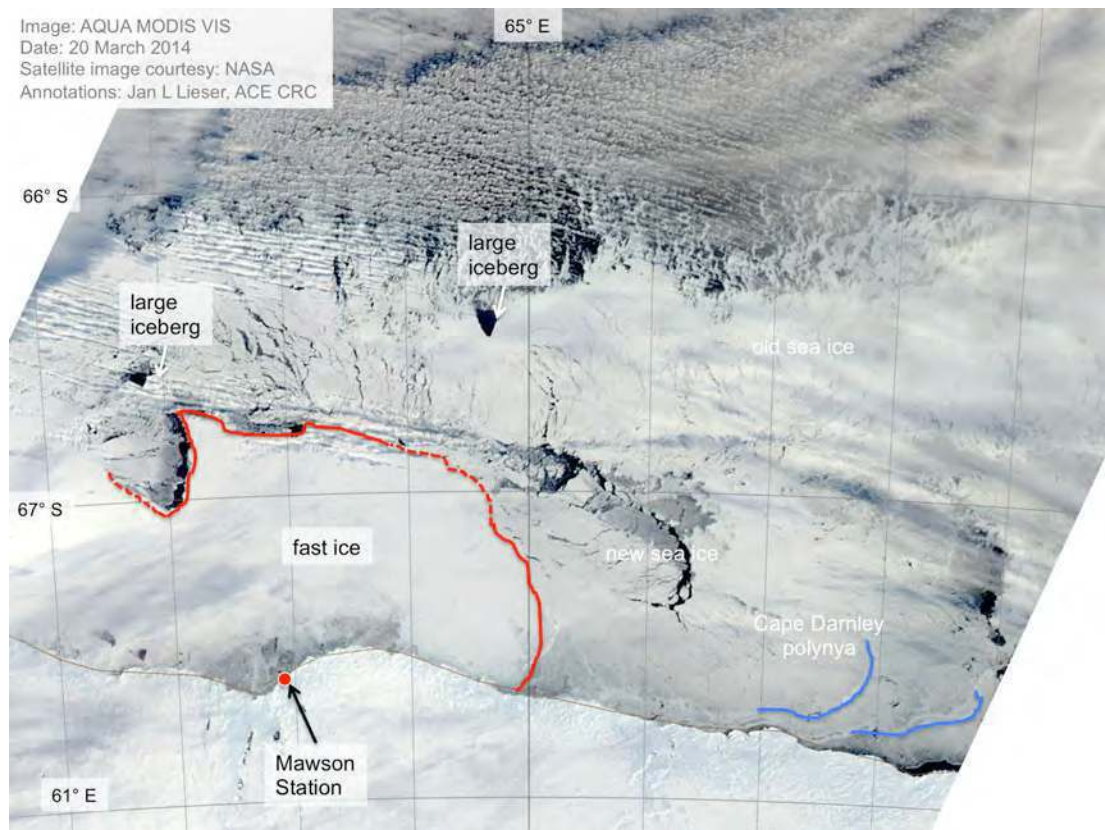 Image: AQUA MODIS VIS
Date: 20 March 2014
Satellite image courtesy: NASA
Annotations: Jan L Lieser, ACE CRC
65° E
66° S
large
iceberg
large
iceberg
old sea ice
67° S
fast ice
new sea ice
Cape Darnley
polynya
Mawson
Station
61° E